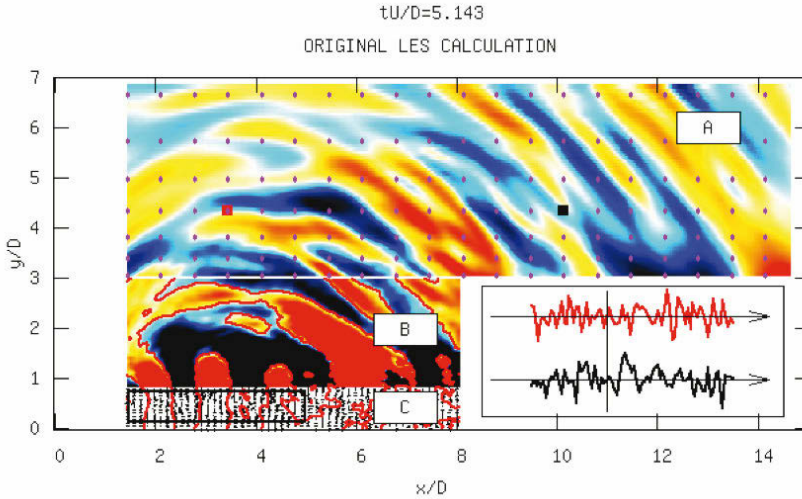 tU/D=5.143
ORIGINAL LES CALCULATION
7
6
5
4
3
2
1
0
y/D
A
B
C
0 2 4 6 8 10 12 14
x/D